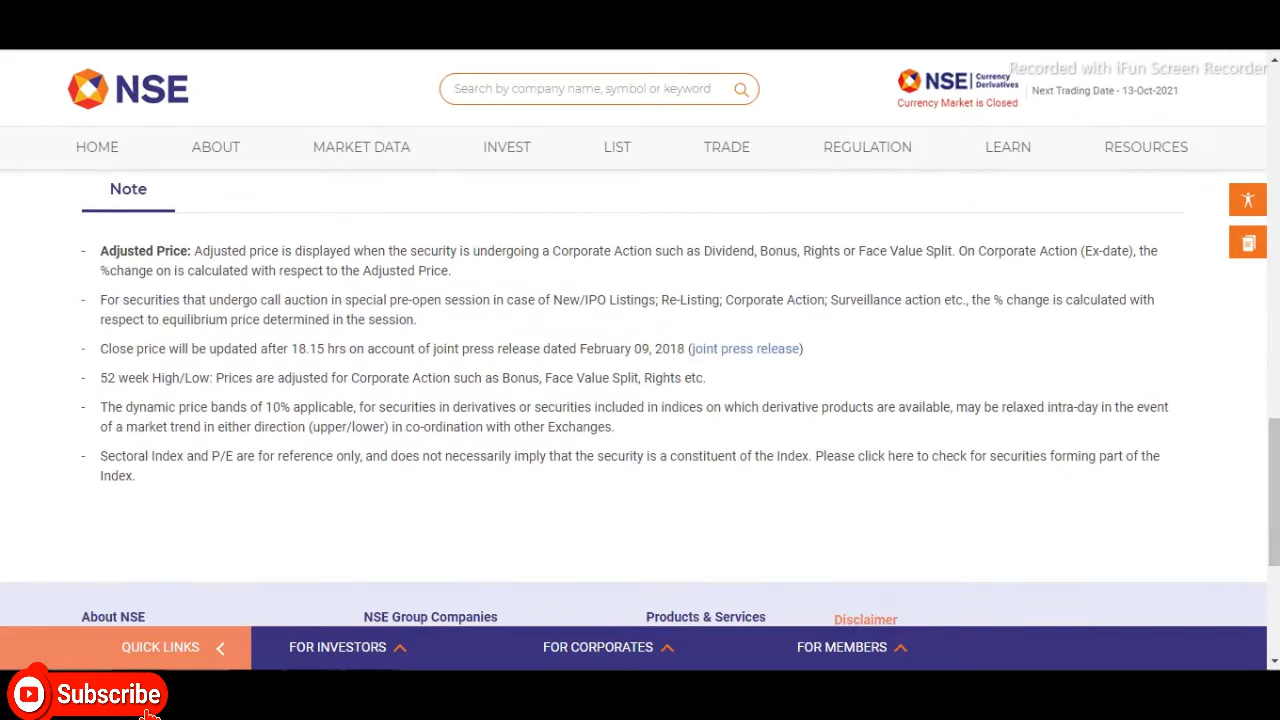 Recorded with iFun Screen Recorder
NSE
Search by company name, symbol or keyword
NSE | Currency Derivatives
Next Trading Date - 13-Oct-2021
Currency Market is Closed
HOME ABOUT MARKET DATA INVEST LIST TRADE REGULATION LEARN RESOURCES
Note
- Adjusted Price: Adjusted price is displayed when the security is undergoing a Corporate Action such as Dividend, Bonus, Rights or Face Value Split. On Corporate Action (Ex-date), the
%change on is calculated with respect to the Adjusted Price.
- For securities that undergo call auction in special pre-open session in case of New/IPO Listings; Re-Listing; Corporate Action; Surveillance action etc., the % change is calculated with
respect to equilibrium price determined in the session.
- Close price will be updated after 18.15 hrs on account of joint press release dated February 09, 2018 (joint press release)
- 52 week High/Low: Prices are adjusted for Corporate Action such as Bonus, Face Value Split, Rights etc.
- The dynamic price bands of 10% applicable, for securities in derivatives or securities included in indices on which derivative products are available, may be relaxed intra-day in the event
of a market trend in either direction (upper/lower) in co-ordination with other Exchanges.
- Sectoral Index and P/E are for reference only, and does not necessarily imply that the security is a constituent of the Index. Please click here to check for securities forming part of the
Index.
About NSE NSE Group Companies Products & Services Disclaimer
QUICK LINKS FOR INVESTORS FOR CORPORATES FOR MEMBERS
Subscribe